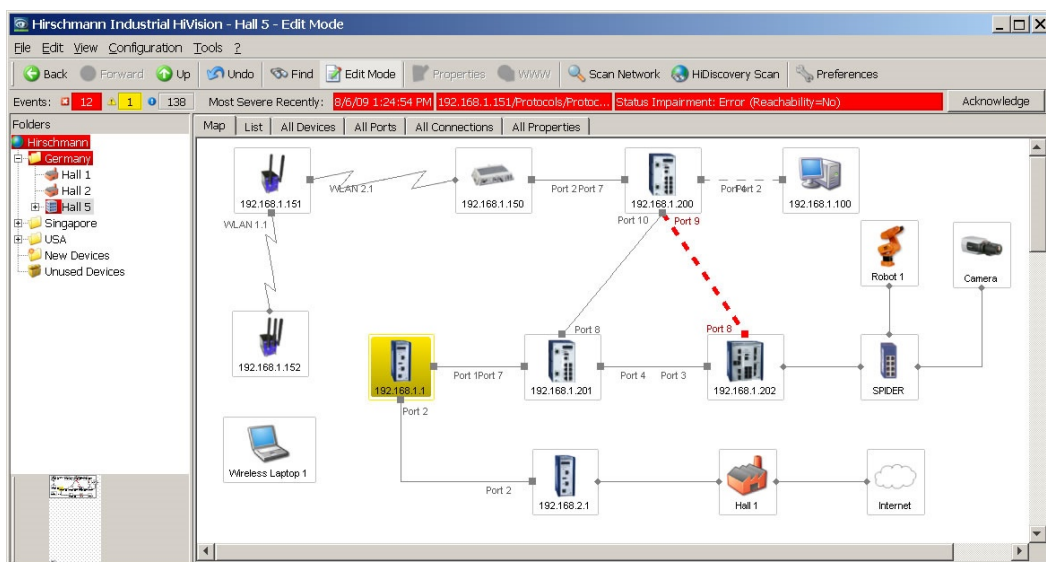 Hirschmann Industrial HiVision - Hall 5 - Edit Mode
File Edit View Configuration Tools ?
Back Forward Up Undo Find Edit Mode Properties WWW Scan Network HiDiscovery Scan Preferences
Events: 12 1 138 Most Severe Recently: 8/6/09 1:24:54 PM 192.168.1.151/Protocols/Protoc... Status Impairment: Error (Reachability=No) Acknowledge
Folders
Map List All Devices All Ports All Connections All Properties
Hirschmann
Germany
Hall 1
Hall 2
Hall 5
Singapore
USA
New Devices
Unused Devices
192.168.1.151
WLAN 2.1
192.168.1.150
Port 2 Port 7
192.168.1.200
Port 2
192.168.1.100
WLAN 1.1
Port 10
Port 9
Robot 1
Camera
192.168.1.152
Port 8
Port 8
192.168.1.1
Port 1 Port 7
192.168.1.201
Port 4
Port 3
192.168.1.202
SPIDER
Port 2
Wireless Laptop 1
Port 2
192.168.2.1
Hall 1
Internet